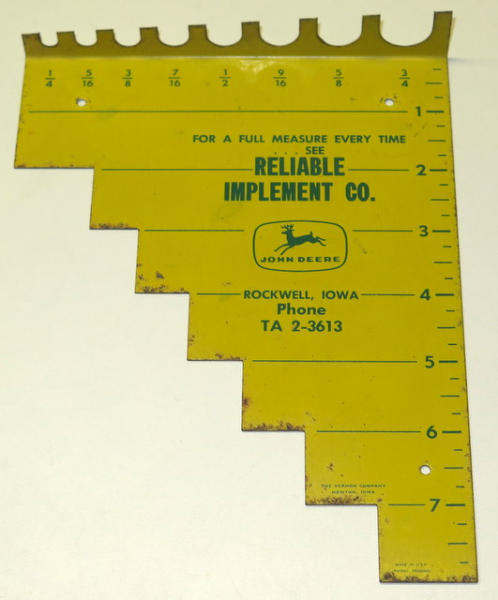 1/4 5/16 3/8 7/16 1/2 9/16 5/8 3/4
1
FOR A FULL MEASURE EVERY TIME
... SEE
RELIABLE
2
IMPLEMENT CO.
3
JOHN DEERE
ROCKWELL, IOWA
4
Phone
TA 2-3613
5
6
THE VERNON COMPANY
NEWTON, IOWA
7
MADE IN U.S.A.